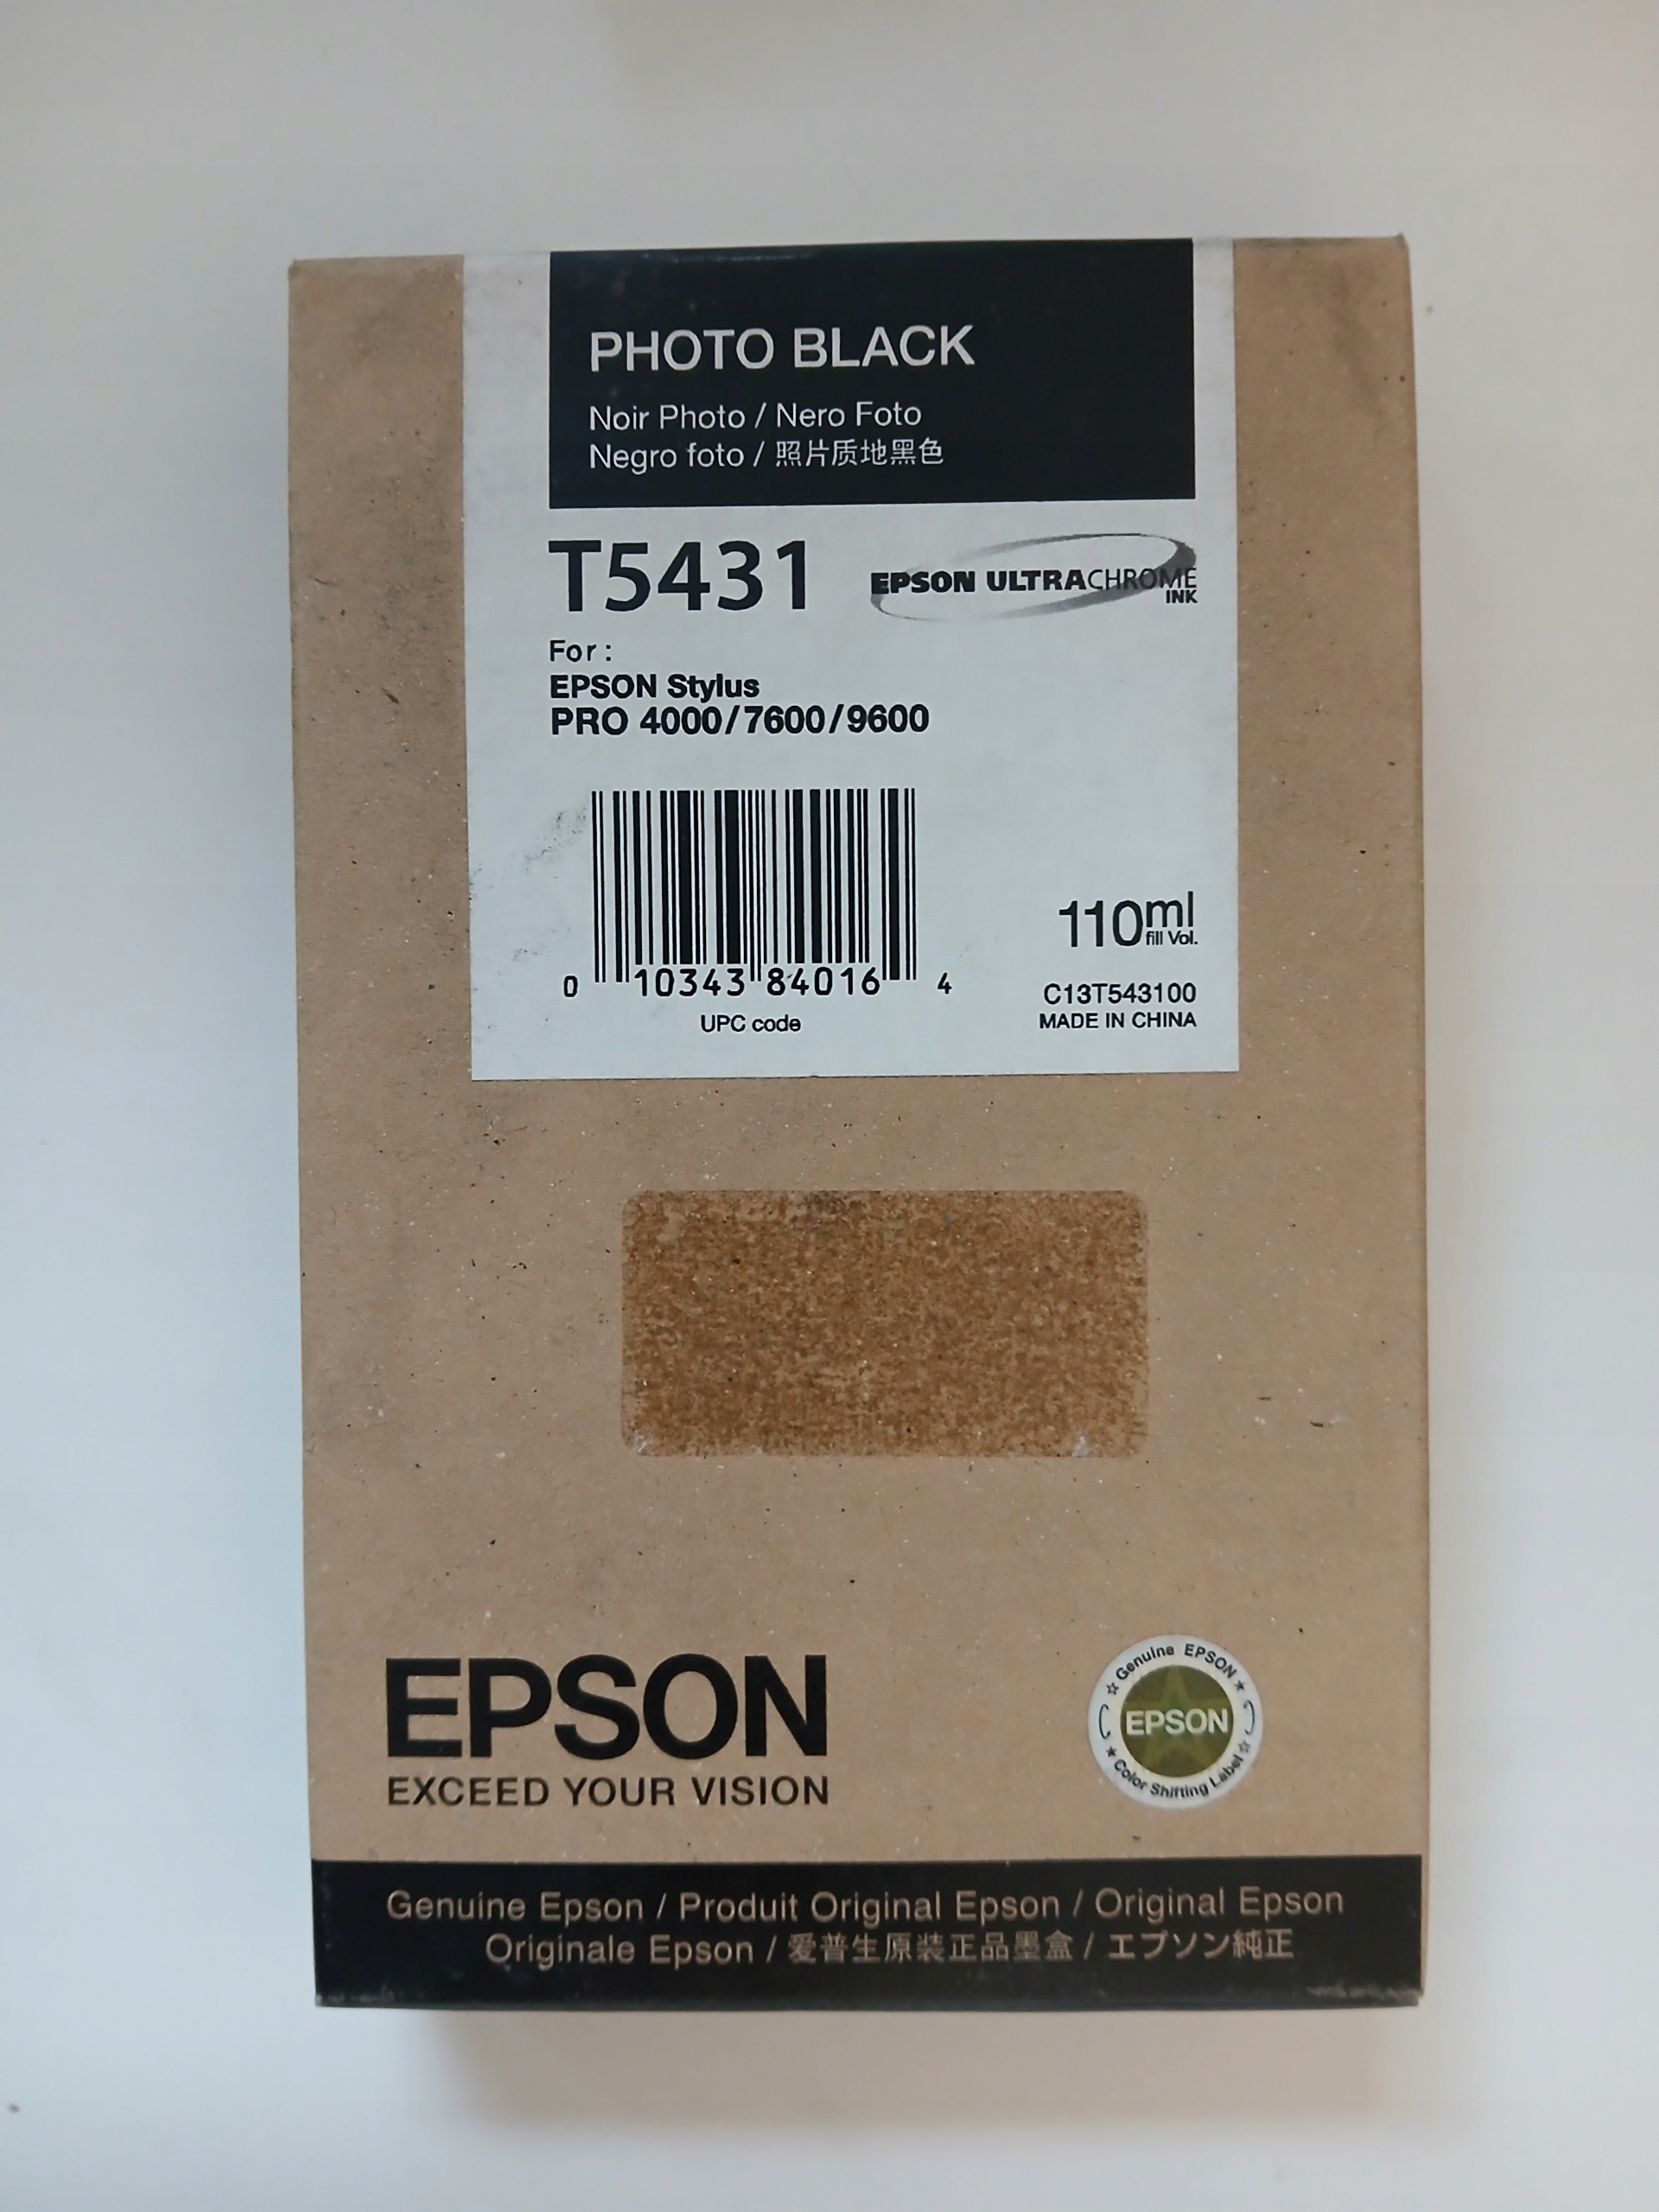 PHOTO BLACK
Noir Photo / Nero Foto
Negro foto / 照片质地黑色
T5431
EPSON ULTRACHROME
INK
For :
EPSON Stylus
PRO 4000/7600/9600
0 10343 84016 4
UPC code
110ml
fill Vol.
C13T543100
MADE IN CHINA
EPSON
EXCEED YOUR VISION
Genuine EPSON
EPSON
Color Shifting Label
Genuine Epson / Produit Original Epson / Original Epson
Originale Epson / 爱普生原装正品墨盒 / エプソン純正